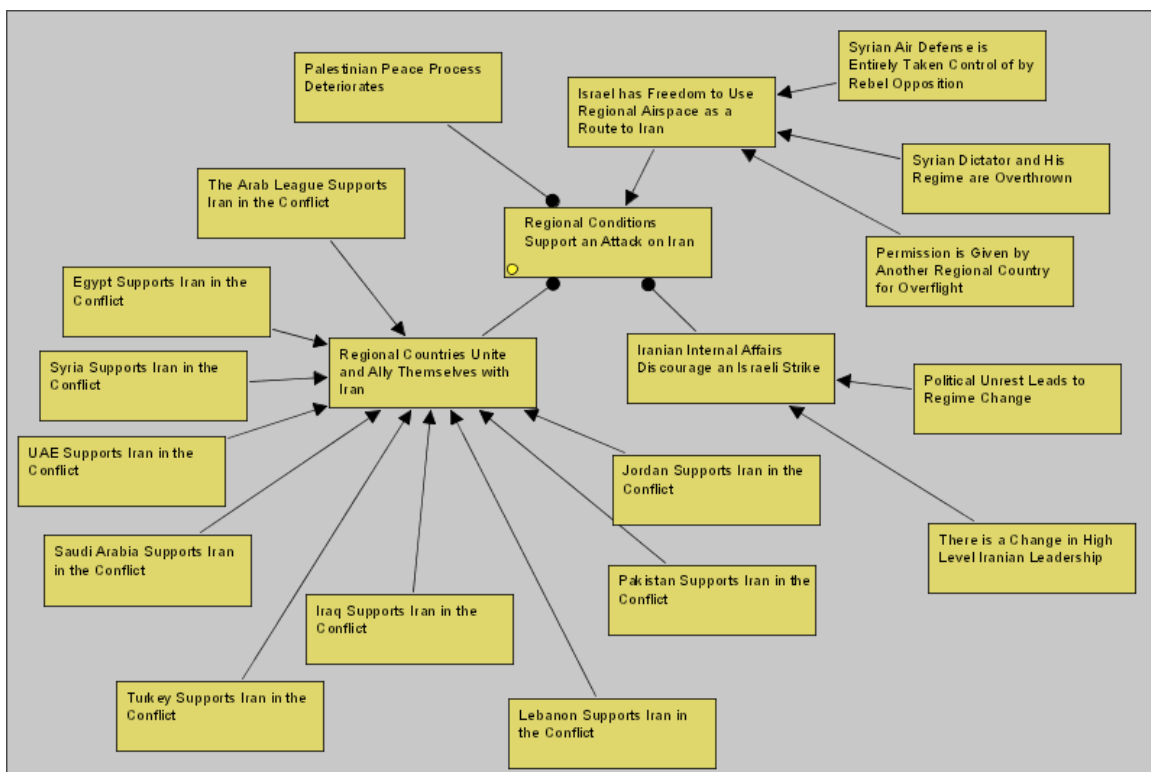 Syrian Air Defense is
Entirely Taken Control of by
Rebel Opposition
Palestinian Peace Process
Deteriorates
Israel has Freedom to Use
Regional Airspace as a
Route to Iran
Syrian Dictator and His
Regime are Overthrown
The Arab League Supports
Iran in the Conflict
Regional Conditions
Support an Attack on Iran
Permission is Given by
Another Regional Country
for Overflight
Egypt Supports Iran in the
Conflict
Regional Countries Unite
and Ally Themselves with
Iran
Iranian Internal Affairs
Discourage an Israeli Strike
Syria Supports Iran in the
Conflict
Political Unrest Leads to
Regime Change
UAE Supports Iran in the
Conflict
Jordan Supports Iran in the
Conflict
Saudi Arabia Supports Iran
in the Conflict
There is a Change in High
Level Iranian Leadership
Pakistan Supports Iran in the
Conflict
Iraq Supports Iran in the
Conflict
Turkey Supports Iran in the
Conflict
Lebanon Supports Iran in
the Conflict